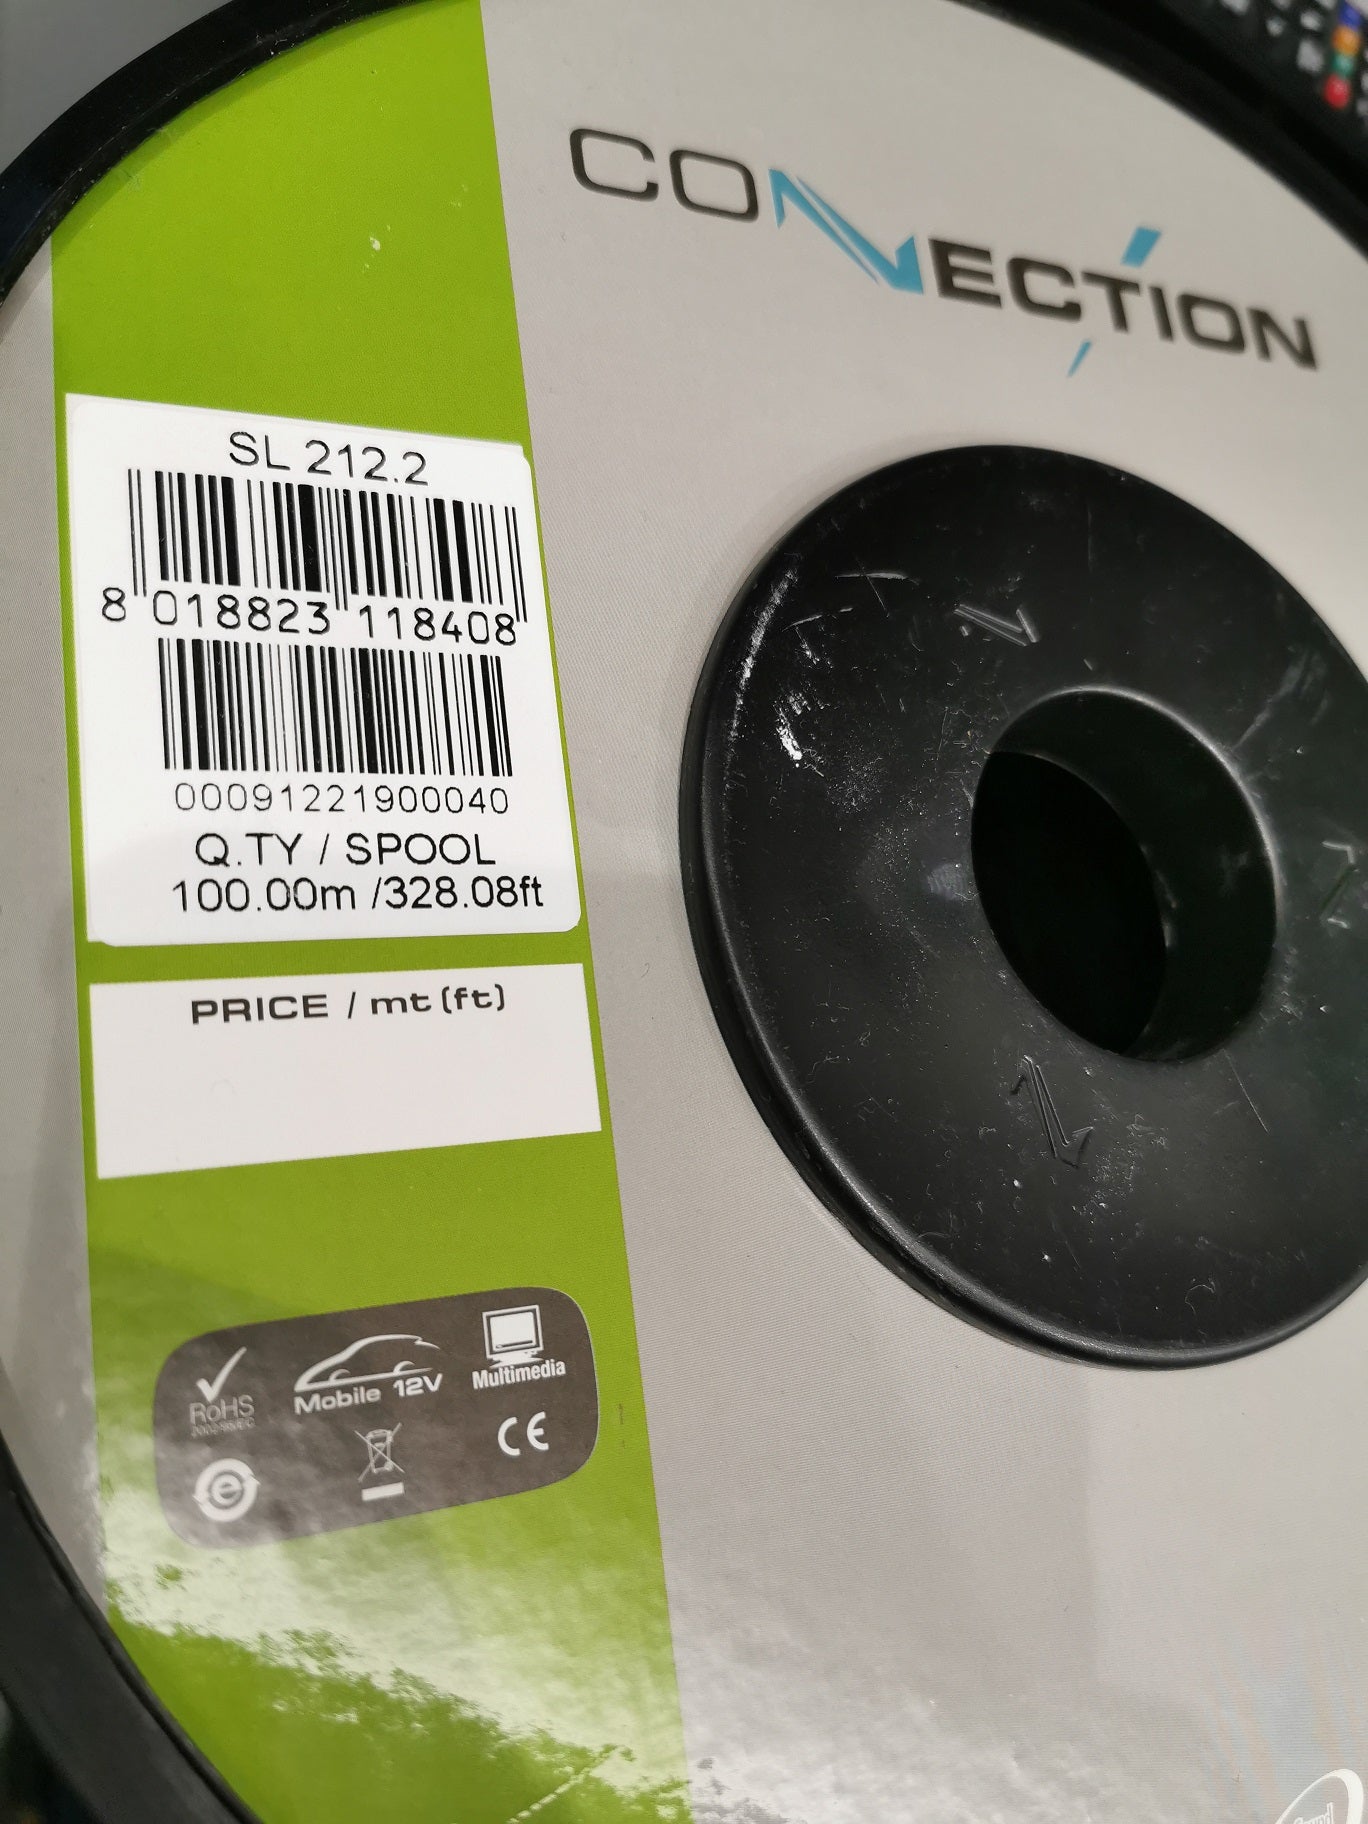 CONNECTION
SL 212.2
8 018823 118408
00091221900040
Q.TY / SPOOL
100.00m /328.08ft
PRICE / mt (ft)
RoHS
Mobile 12V
Multimedia
CE
e